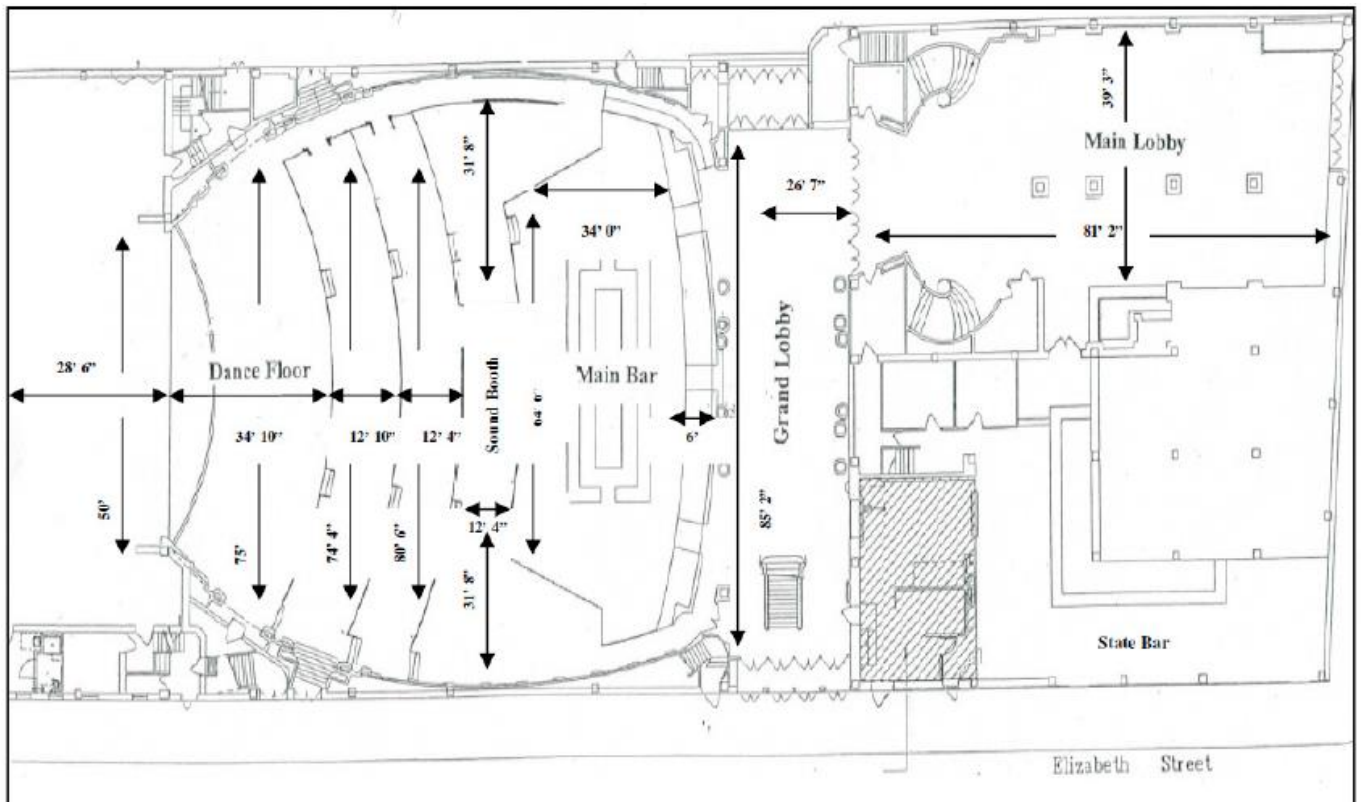 39' 3"
Main Lobby
31' 8"
26' 7"
34' 0"
81' 2"
28' 6"
Dance Floor
Main Bar
Grand Lobby
Sound Booth
64' 6"
34' 10"
12' 10"
12' 4"
6'
50'
75'
74' 4"
80' 6"
12' 4"
85' 2"
31' 8"
State Bar
Elizabeth Street